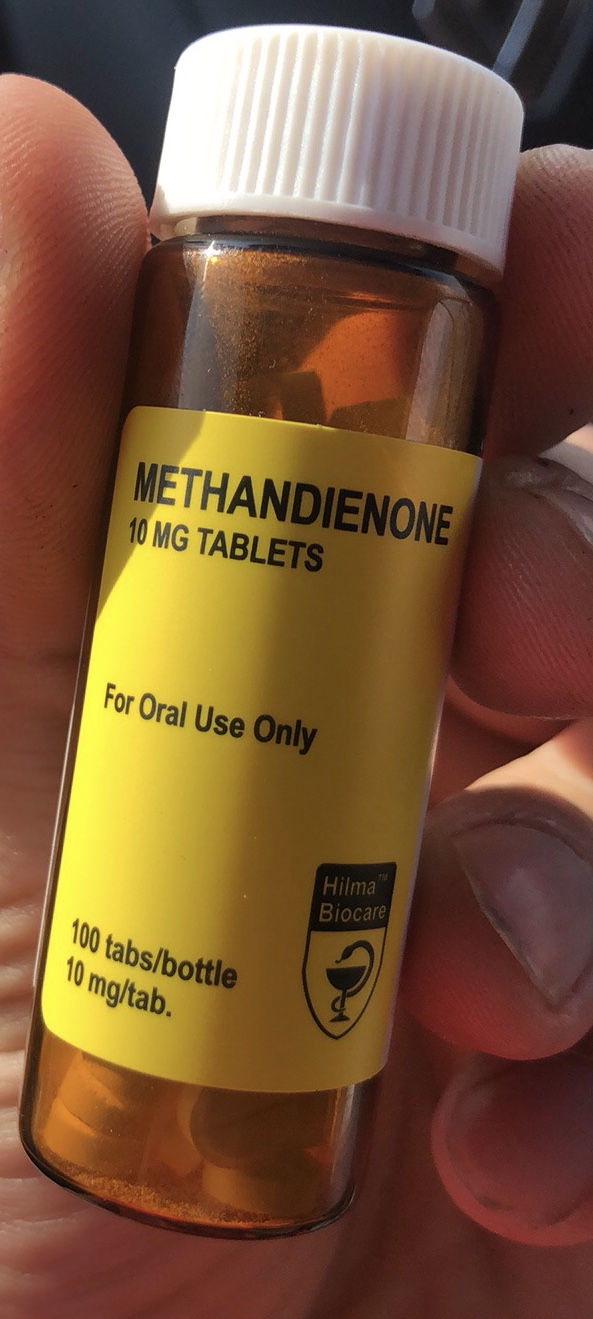 METHANDIENONE
10 MG TABLETS
For Oral Use Only
Hilma™
Biocare
100 tabs/bottle
10 mg/tab.